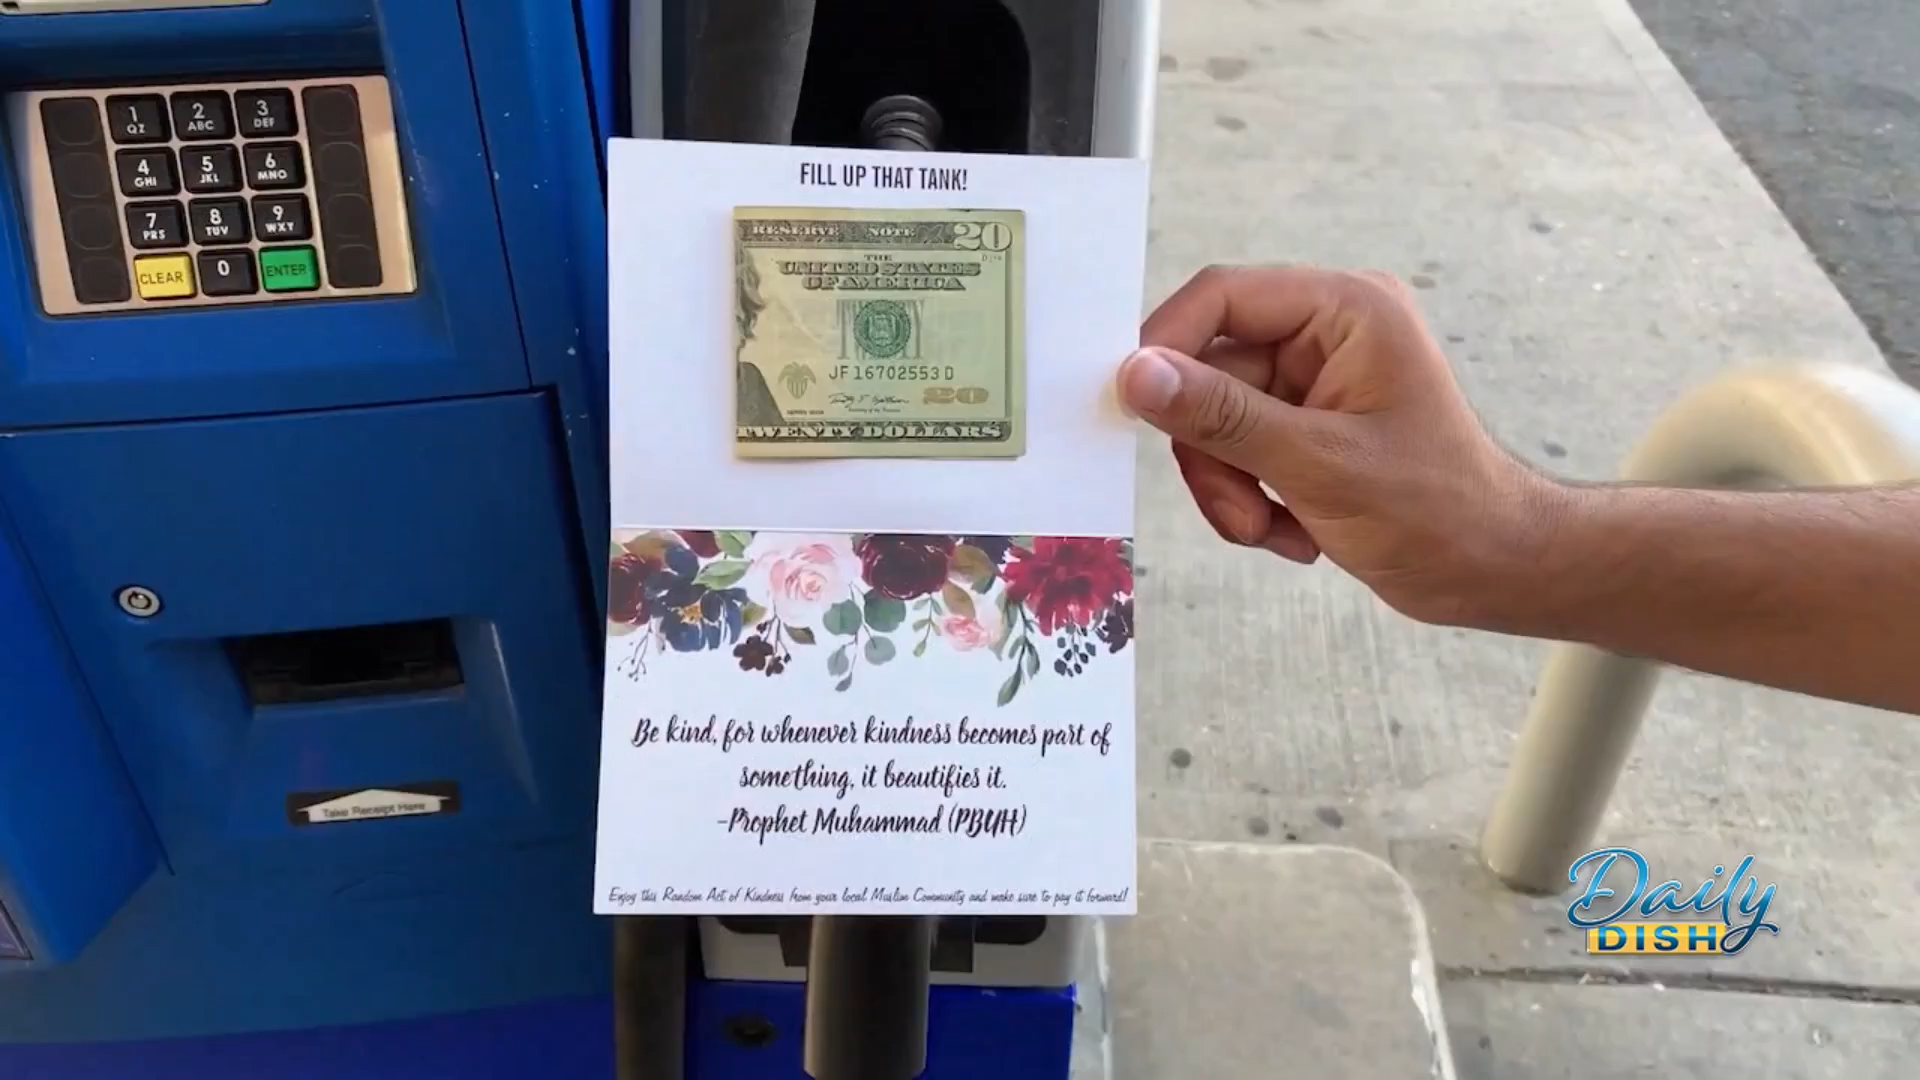 1
QZ
2
ABC
3
DEF
4
GHI
5
JKL
6
MNO
7
PRS
8
TUV
9
WXY
CLEAR
0
ENTER
Take Receipt Here
FILL UP THAT TANK!
RESERVE NOTE 20
THE
UNITED STATES
OF AMERICA
JF 16702553 D
20
TWENTY DOLLARS
Be kind, for whenever kindness becomes part of
something, it beautifies it.
-Prophet Muhammad (PBUH)
Enjoy this Random Act of Kindness from your local Muslim Community and make sure to pay it forward!
Daily
DISH